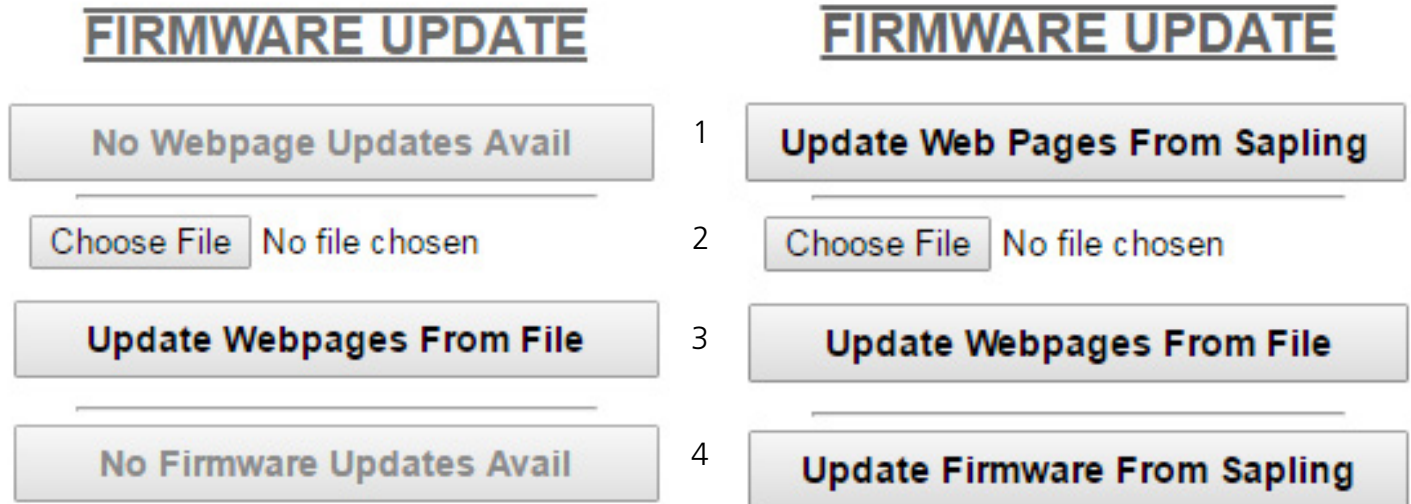 FIRMWARE UPDATE FIRMWARE UPDATE
No Webpage Updates Avail 1 Update Web Pages From Sapling
Choose File No file chosen 2 Choose File No file chosen
Update Webpages From File 3 Update Webpages From File
No Firmware Updates Avail 4 Update Firmware From Sapling